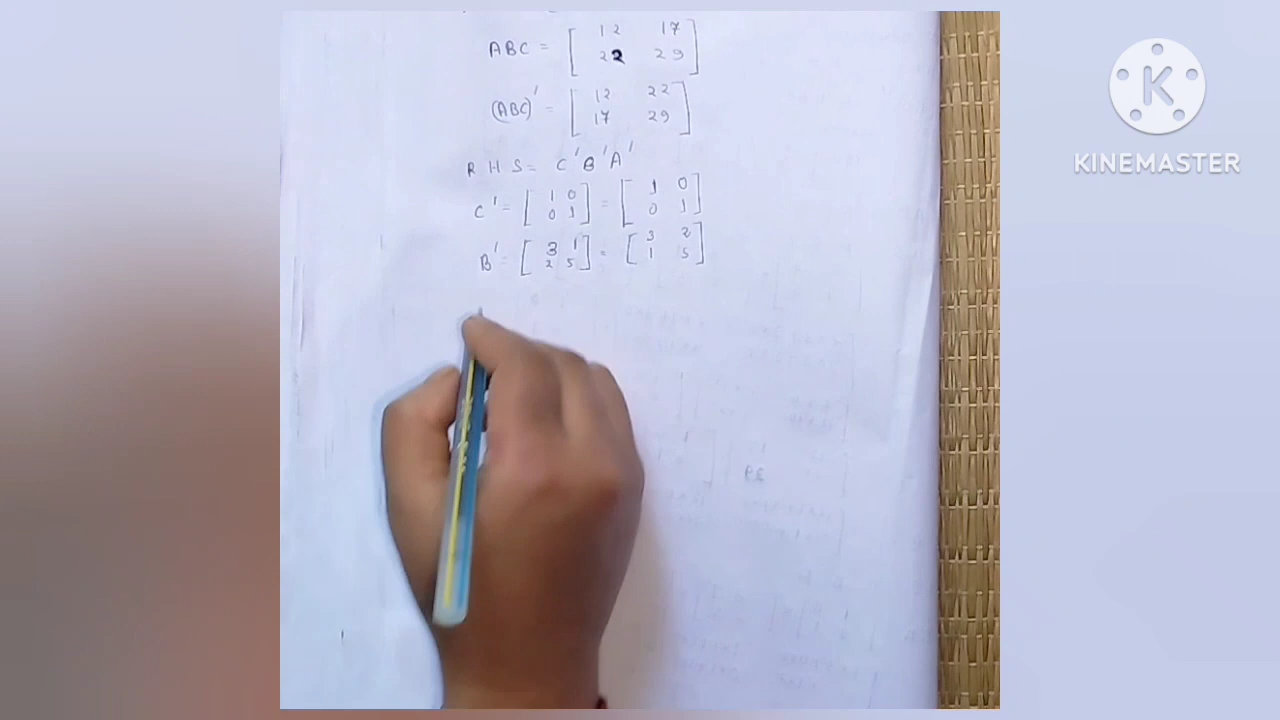 ABC = [ 12 17
22 29 ]
(ABC)' = [ 12 22
17 29 ]
RHS = C'B'A'
C' = [ 1 0 ] = [ 1 0
0 1 ] 0 1 ]
B' = [ 3 1 ] = [ 3 2
2 5 ] 1 5 ]
KINEMASTER